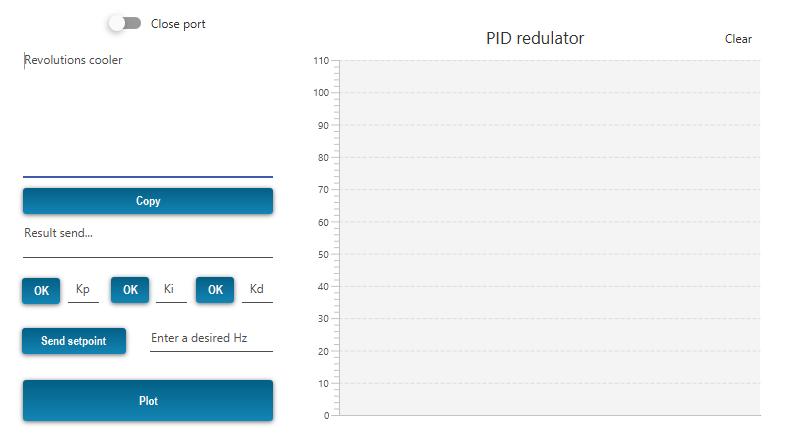 Close port
Revolutions cooler
Copy
Result send...
OK Kp OK Ki OK Kd
Send setpoint Enter a desired Hz
Plot
PID redulator Clear
110
100
90
80
70
60
50
40
30
20
10
0